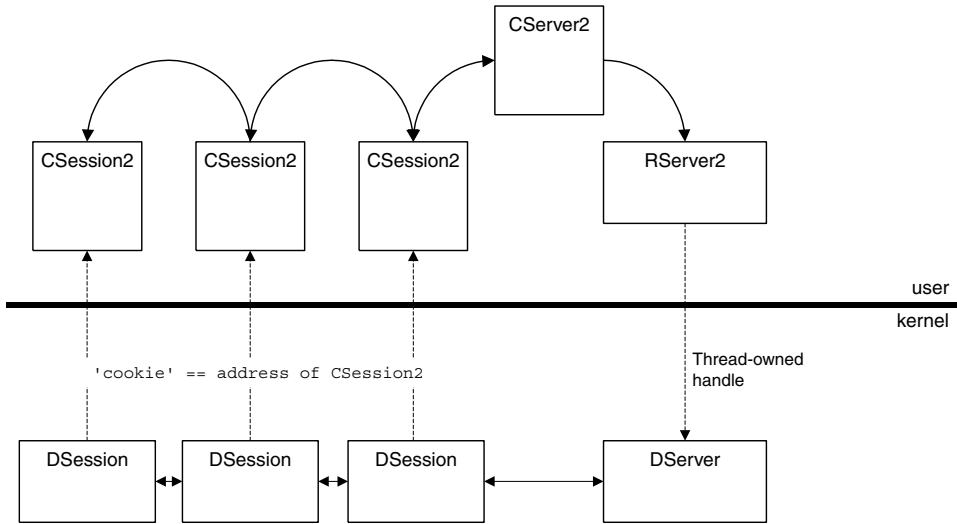 CServer2
CSession2
CSession2
CSession2
RServer2
user
kernel
Thread-owned
handle
'cookie' == address of CSession2
DSession
DSession
DSession
DServer